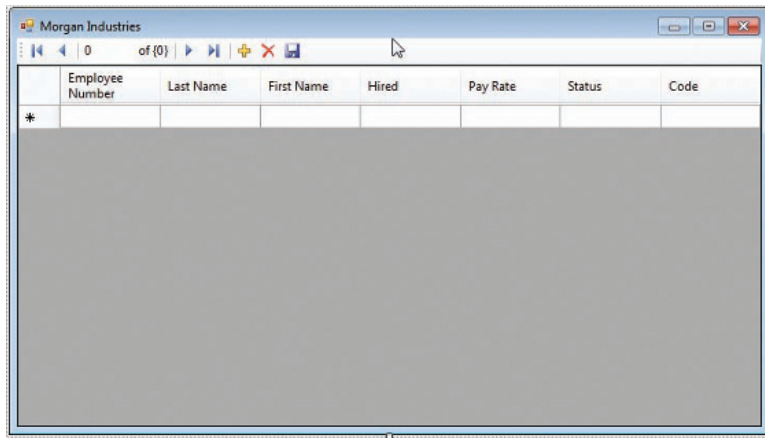 Morgan Industries
0 of {0}
Employee Number Last Name First Name Hired Pay Rate Status Code
*